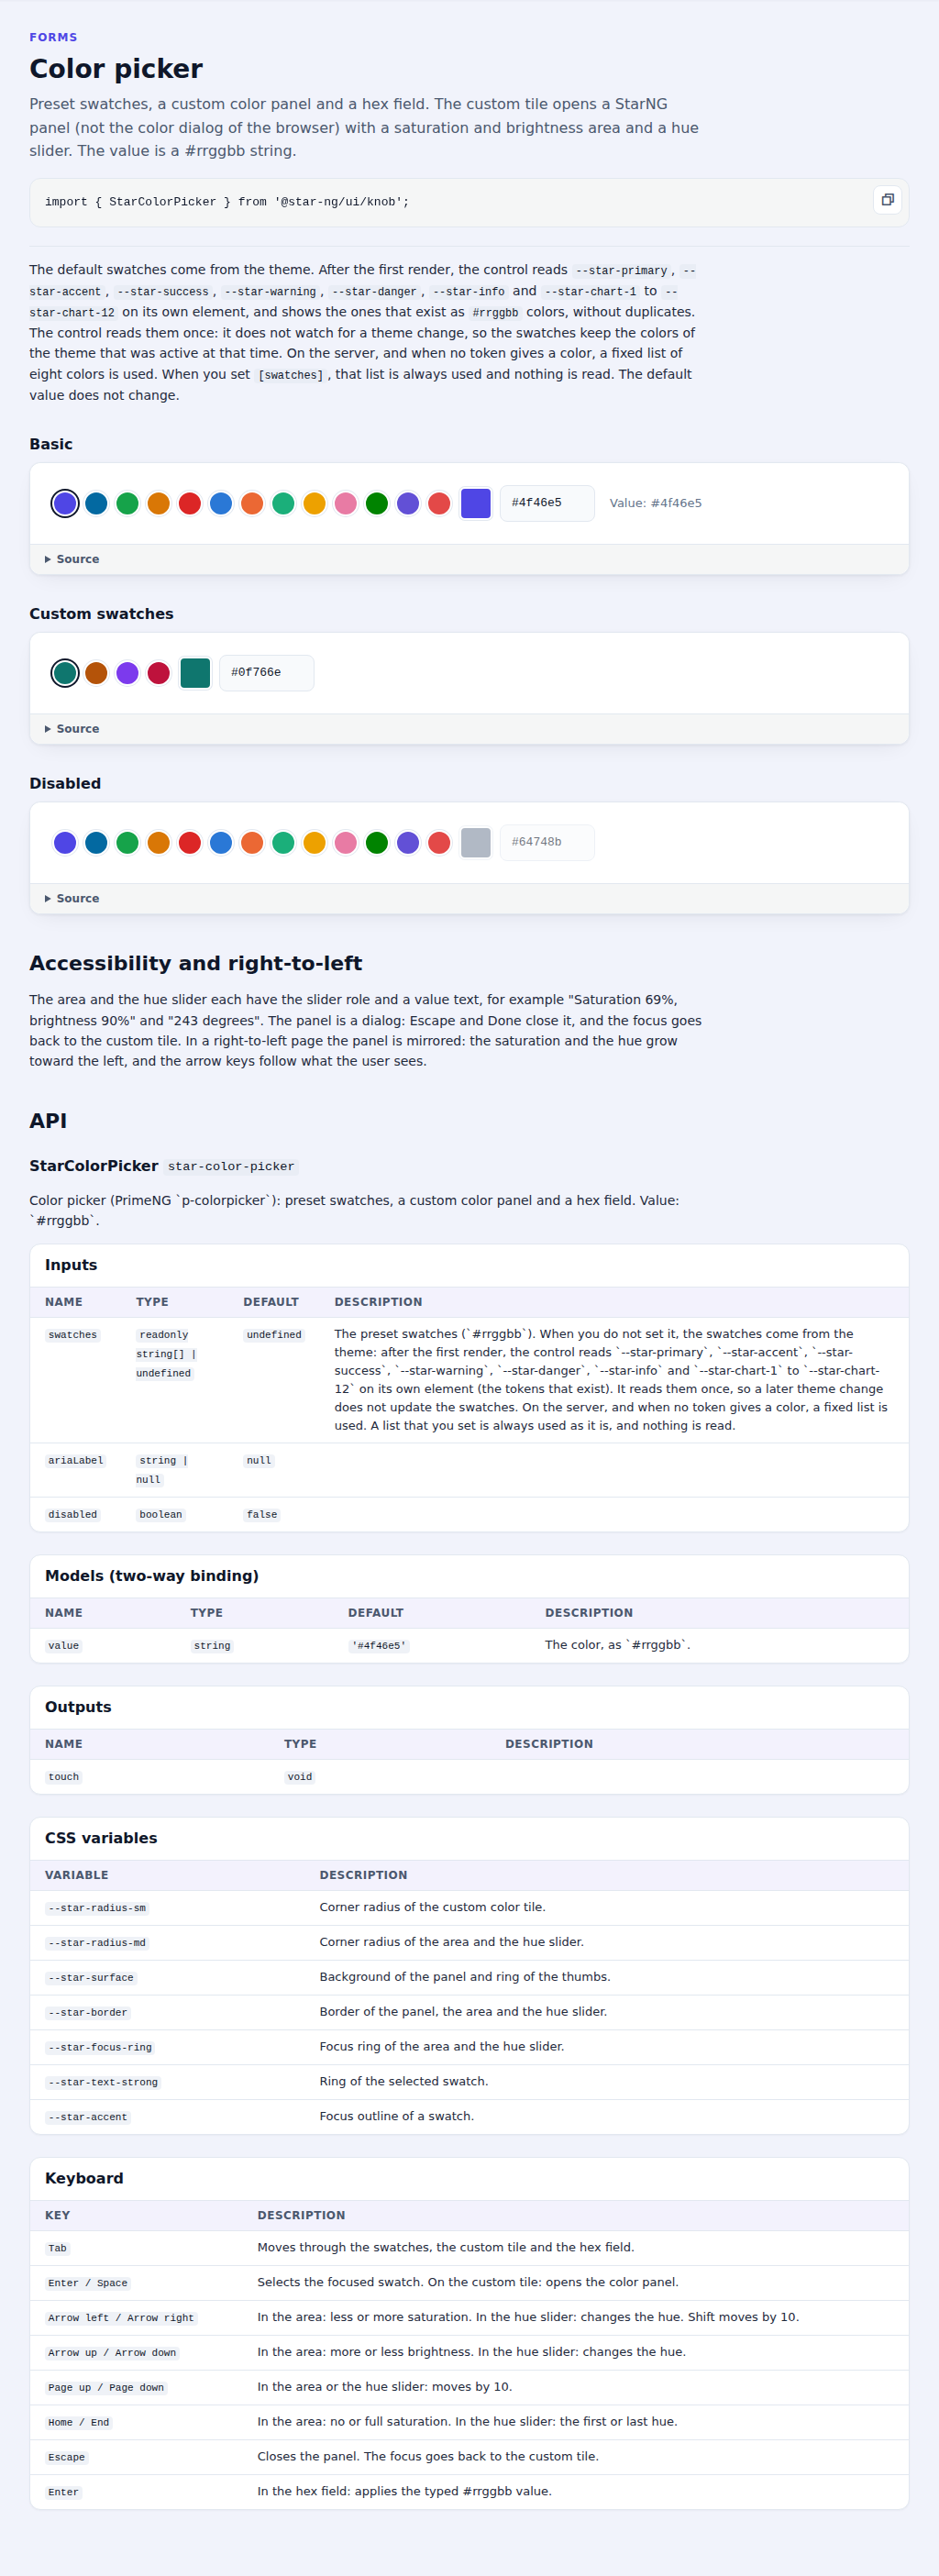 FORMS
Color picker
Preset swatches, a custom color panel and a hex field. The custom tile opens a StarNG
panel (not the color dialog of the browser) with a saturation and brightness area and a hue
slider. The value is a #rrggbb string.
import { StarColorPicker } from '@star-ng/ui/knob';
The default swatches come from the theme. After the first render, the control reads --star-primary, --
star-accent, --star-success, --star-warning, --star-danger, --star-info and --star-chart-1 to --
star-chart-12 on its own element, and shows the ones that exist as #rrggbb colors, without duplicates.
The control reads them once: it does not watch for a theme change, so the swatches keep the colors of
the theme that was active at that time. On the server, and when no token gives a color, a fixed list of
eight colors is used. When you set [swatches], that list is always used and nothing is read. The default
value does not change.
Basic
#4f46e5 Value: #4f46e5
Source
Custom swatches
#0f766e
Source
Disabled
#64748b
Source
Accessibility and right-to-left
The area and the hue slider each have the slider role and a value text, for example "Saturation 69%,
brightness 90%" and "243 degrees". The panel is a dialog: Escape and Done close it, and the focus goes
back to the custom tile. In a right-to-left page the panel is mirrored: the saturation and the hue grow
toward the left, and the arrow keys follow what the user sees.
API
StarColorPicker star-color-picker
Color picker (PrimeNG `p-colorpicker`): preset swatches, a custom color panel and a hex field. Value:
`#rrggbb`.
Inputs
NAME TYPE DEFAULT DESCRIPTION
swatches readonly undefined The preset swatches (`#rrggbb`). When you do not set it, the swatches come from the
string[] | theme: after the first render, the control reads `--star-primary`, `--star-accent`, `--star-
undefined success`, `--star-warning`, `--star-danger`, `--star-info` and `--star-chart-1` to `--star-chart-
12` on its own element (the tokens that exist). It reads them once, so a later theme change
does not update the swatches. On the server, and when no token gives a color, a fixed list is
used. A list that you set is always used as it is, and nothing is read.
ariaLabel string | null
null
disabled boolean false
Models (two-way binding)
NAME TYPE DEFAULT DESCRIPTION
value string '#4f46e5' The color, as `#rrggbb`.
Outputs
NAME TYPE DESCRIPTION
touch void
CSS variables
VARIABLE DESCRIPTION
--star-radius-sm Corner radius of the custom color tile.
--star-radius-md Corner radius of the area and the hue slider.
--star-surface Background of the panel and ring of the thumbs.
--star-border Border of the panel, the area and the hue slider.
--star-focus-ring Focus ring of the area and the hue slider.
--star-text-strong Ring of the selected swatch.
--star-accent Focus outline of a swatch.
Keyboard
KEY DESCRIPTION
Tab Moves through the swatches, the custom tile and the hex field.
Enter / Space Selects the focused swatch. On the custom tile: opens the color panel.
Arrow left / Arrow right In the area: less or more saturation. In the hue slider: changes the hue. Shift moves by 10.
Arrow up / Arrow down In the area: more or less brightness. In the hue slider: changes the hue.
Page up / Page down In the area or the hue slider: moves by 10.
Home / End In the area: no or full saturation. In the hue slider: the first or last hue.
Escape Closes the panel. The focus goes back to the custom tile.
Enter In the hex field: applies the typed #rrggbb value.